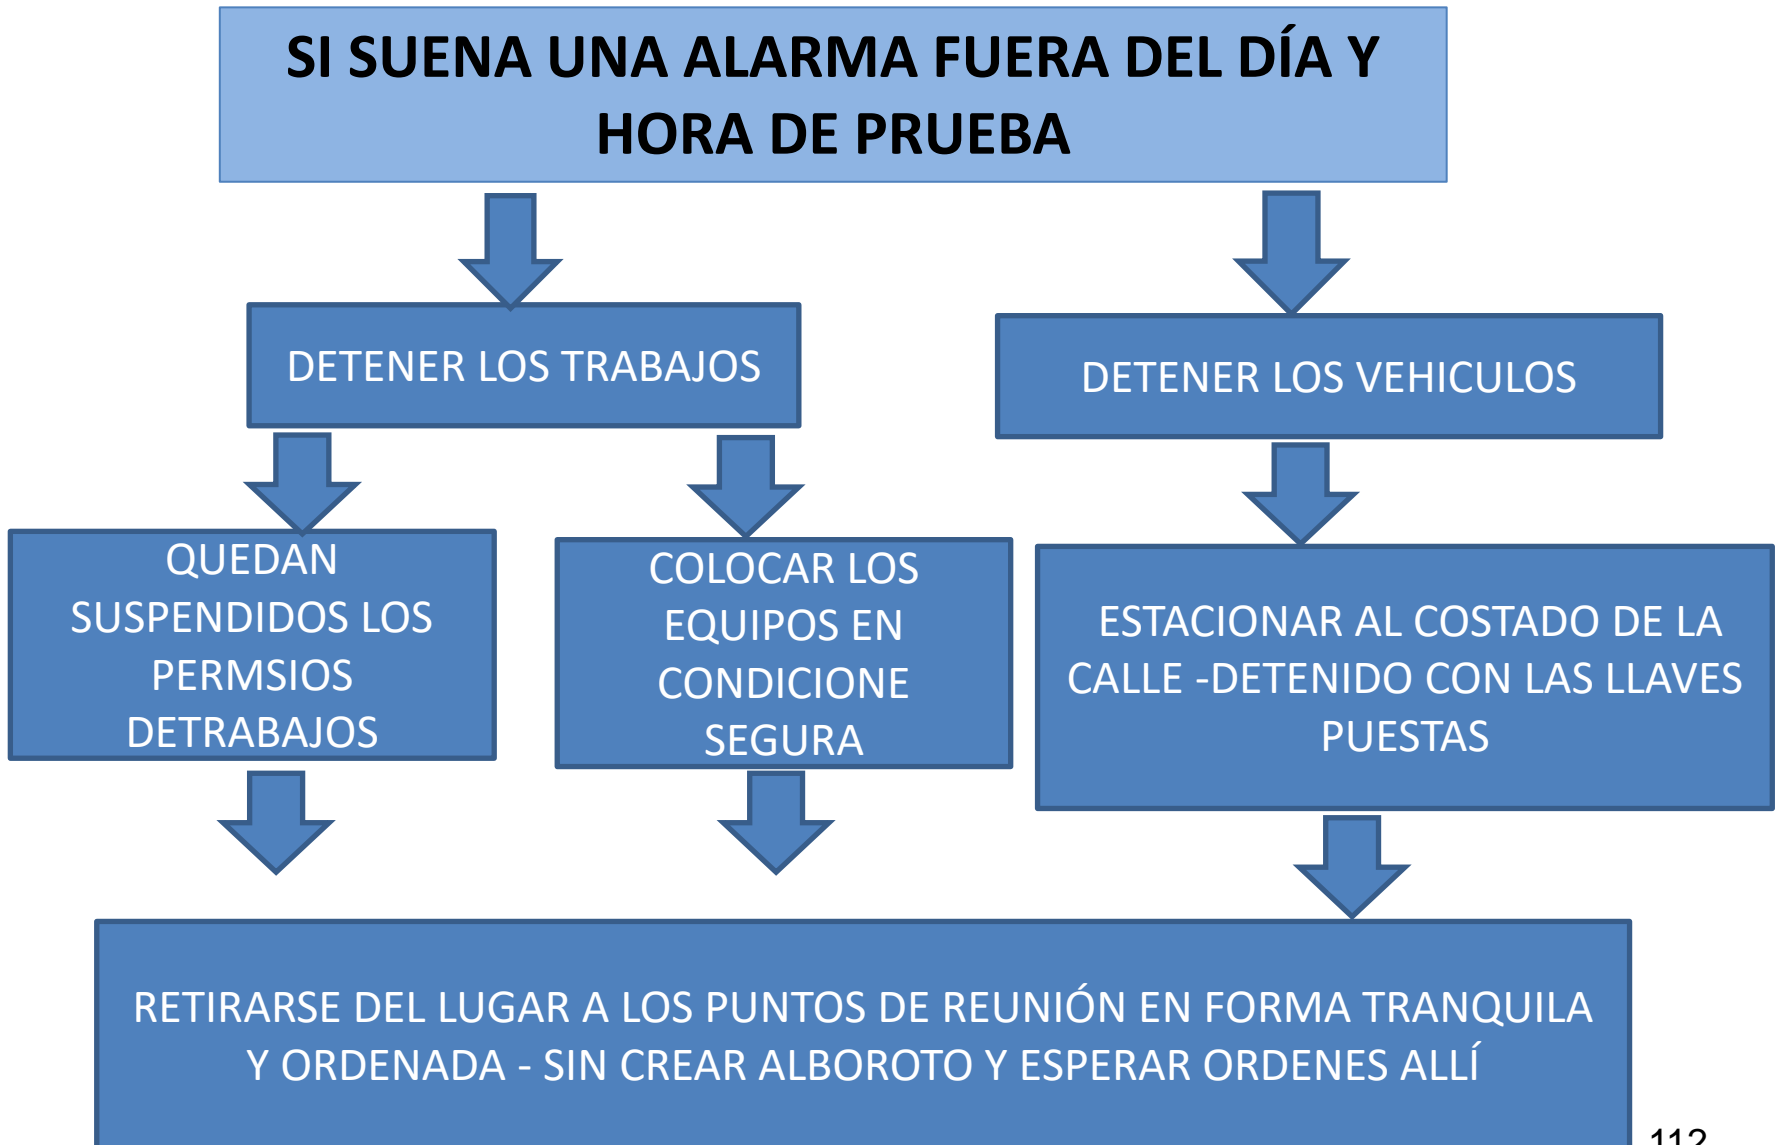 SI SUENA UNA ALARMA FUERA DEL DÍA Y
HORA DE PRUEBA
DETENER LOS TRABAJOS
DETENER LOS VEHICULOS
QUEDAN
SUSPENDIDOS LOS
PERMSIOS
DETRABAJOS
COLOCAR LOS
EQUIPOS EN
CONDICIONE
SEGURA
ESTACIONAR AL COSTADO DE LA
CALLE -DETENIDO CON LAS LLAVES
PUESTAS
RETIRARSE DEL LUGAR A LOS PUNTOS DE REUNIÓN EN FORMA TRANQUILA
Y ORDENADA - SIN CREAR ALBOROTO Y ESPERAR ORDENES ALLÍ
112